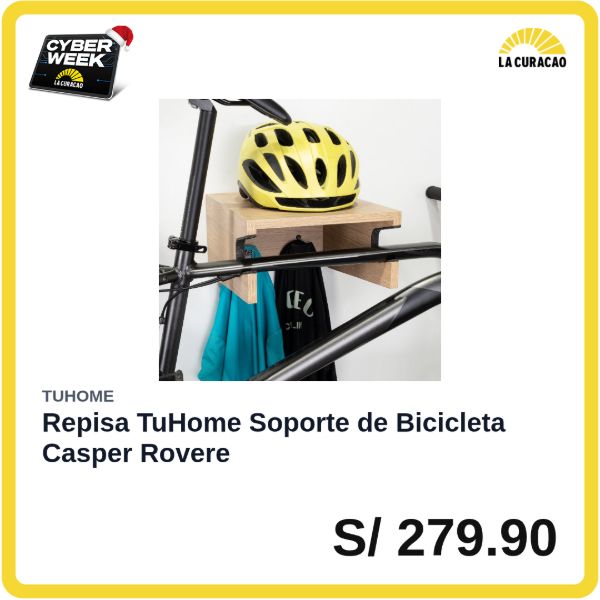 CYBER
WEEK
LA CURACAO
LA CURACAO
TUHOME
Repisa TuHome Soporte de Bicicleta
Casper Rovere
S/ 279.90